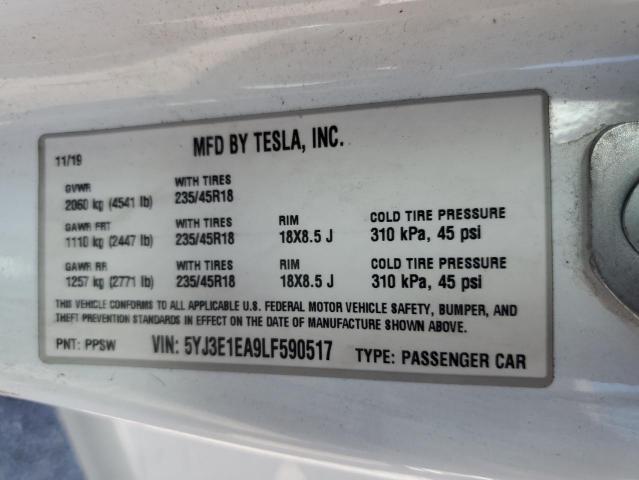 MFD BY TESLA, INC.
11/19
GVWR WITH TIRES
2060 kg (4541 lb) 235/45R18
GAWR FRT WITH TIRES RIM COLD TIRE PRESSURE
1110 kg (2447 lb) 235/45R18 18X8.5 J 310 kPa, 45 psi
GAWR RR WITH TIRES RIM COLD TIRE PRESSURE
1257 kg (2771 lb) 235/45R18 18X8.5 J 310 kPa, 45 psi
THIS VEHICLE CONFORMS TO ALL APPLICABLE U.S. FEDERAL MOTOR VEHICLE SAFETY, BUMPER, AND
THEFT PREVENTION STANDARDS IN EFFECT ON THE DATE OF MANUFACTURE SHOWN ABOVE.
PNT: PPSW VIN: 5YJ3E1EA9LF590517 TYPE: PASSENGER CAR